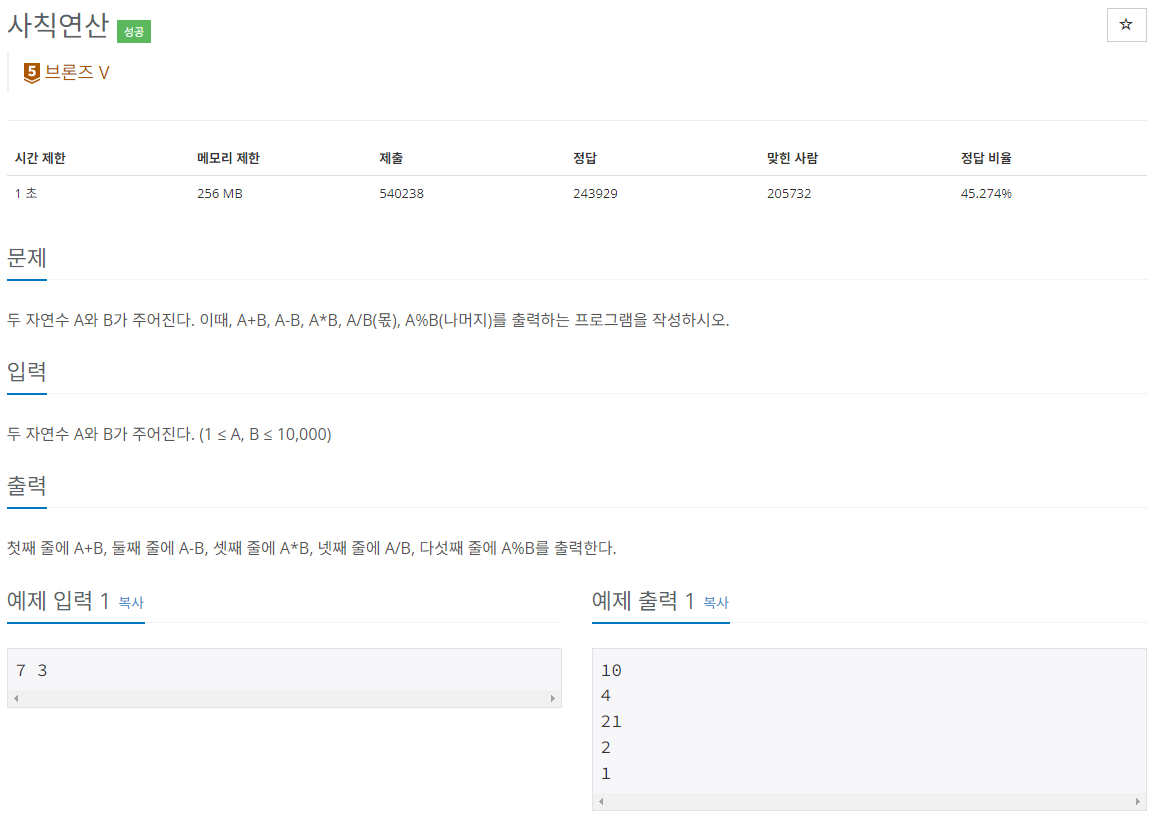 사칙연산 성공
5 브론즈 V
시간 제한 메모리 제한 제출 정답 맞힌 사람 정답 비율
1 초 256 MB 540238 243929 205732 45.274%
문제
두 자연수 A와 B가 주어진다. 이때, A+B, A-B, A*B, A/B(몫), A%B(나머지)를 출력하는 프로그램을 작성하시오.
입력
두 자연수 A와 B가 주어진다. (1 ≤ A, B ≤ 10,000)
출력
첫째 줄에 A+B, 둘째 줄에 A-B, 셋째 줄에 A*B, 넷째 줄에 A/B, 다섯째 줄에 A%B를 출력한다.
예제 입력 1 복사
7 3
예제 출력 1 복사
10
4
21
2
1